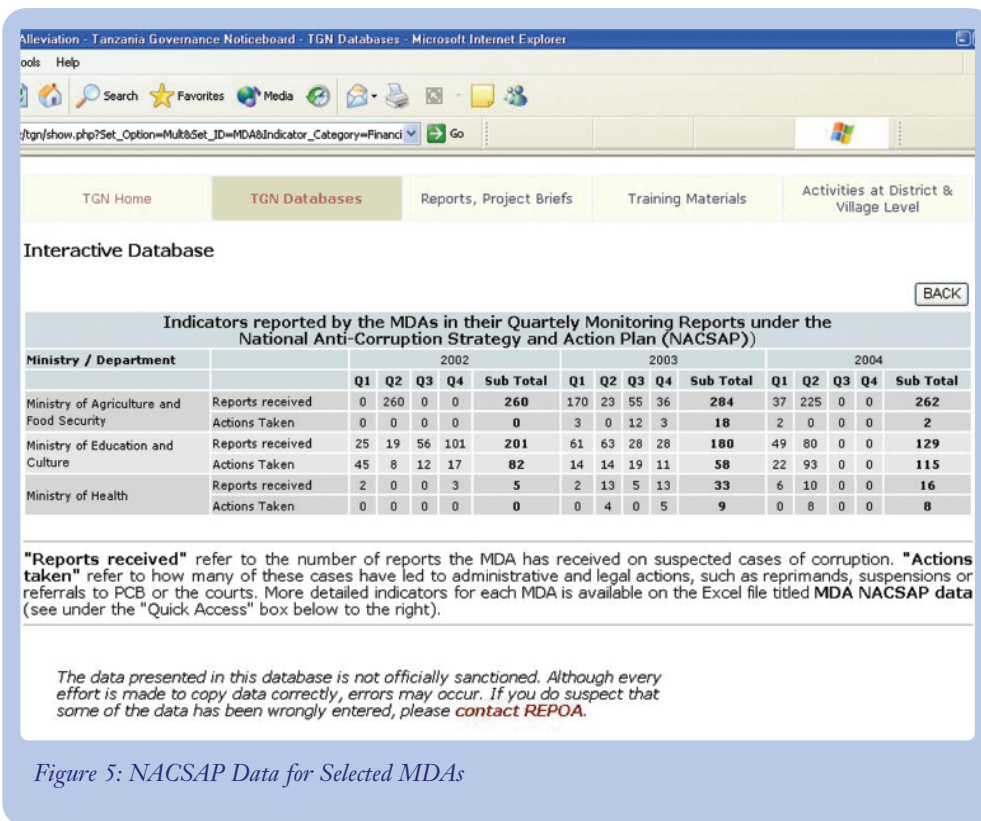 Alleviation - Tanzania Governance Noticeboard - TGN Databases - Microsoft Internet Explorer
ools Help
Search Favorites Media
/tgn/show.php?Set_Option=Mult&Set_ID=MDA&Indicator_Category=Financi Go
TGN Home TGN Databases Reports, Project Briefs Training Materials Activities at District & Village Level
Interactive Database
BACK
Indicators reported by the MDAs in their Quartely Monitoring Reports under the
National Anti-Corruption Strategy and Action Plan (NACSAP))
Ministry / Department 2002 2003 2004
Q1 Q2 Q3 Q4 Sub Total Q1 Q2 Q3 Q4 Sub Total Q1 Q2 Q3 Q4 Sub Total
Ministry of Agriculture and Food Security
Reports received 0 260 0 0 260 170 23 55 36 284 37 225 0 0 262
Actions Taken 0 0 0 0 0 3 0 12 3 18 2 0 0 0 2
Ministry of Education and Culture
Reports received 25 19 56 101 201 61 63 28 28 180 49 80 0 0 129
Actions Taken 45 8 12 17 82 14 14 19 11 58 22 93 0 0 115
Ministry of Health
Reports received 2 0 0 3 5 2 13 5 13 33 6 10 0 0 16
Actions Taken 0 0 0 0 0 0 4 0 5 9 0 8 0 0 8
"Reports received" refer to the number of reports the MDA has received on suspected cases of corruption. "Actions
taken" refer to how many of these cases have led to administrative and legal actions, such as reprimands, suspensions or
referrals to PCB or the courts. More detailed indicators for each MDA is available on the Excel file titled MDA NACSAP data
(see under the "Quick Access" box below to the right).
The data presented in this database is not officially sanctioned. Although every
effort is made to copy data correctly, errors may occur. If you do suspect that
some of the data has been wrongly entered, please contact REPOA.
Figure 5: NACSAP Data for Selected MDAs